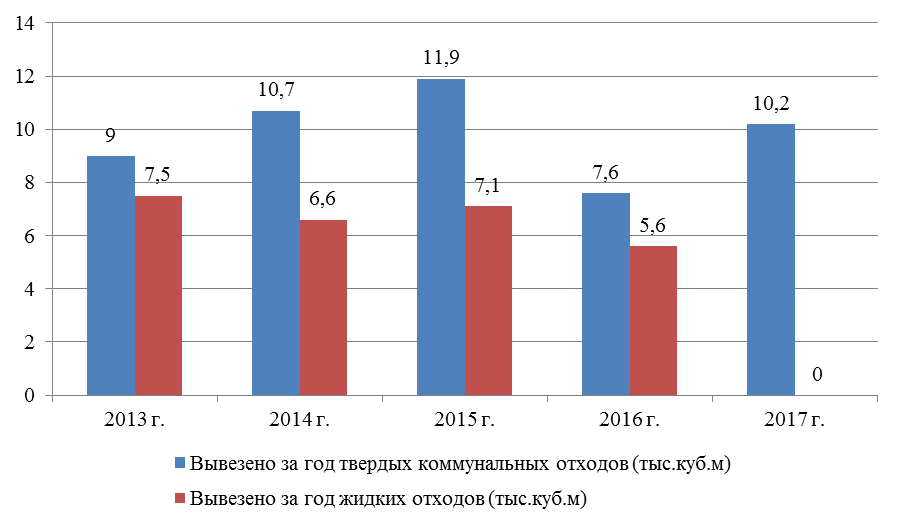 14
12
10
8
6
4
2
0
9
7,5
10,7
6,6
11,9
7,1
7,6
5,6
10,2
0
2013 г.
2014 г.
2015 г.
2016 г.
2017 г.
Вывезено за год твердых коммунальных отходов (тыс.куб.м)
Вывезено за год жидких отходов (тыс.куб.м)